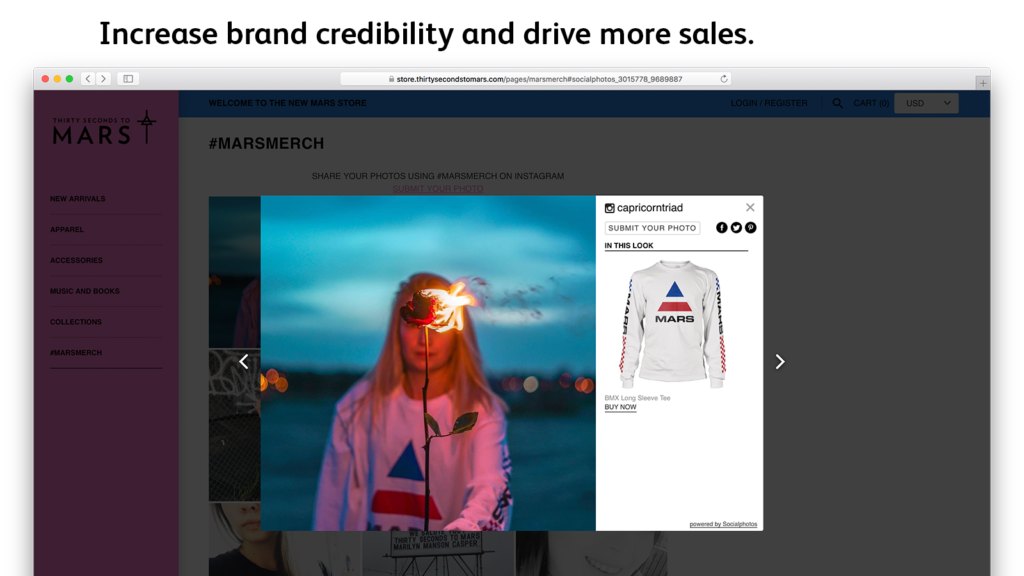 Increase brand credibility and drive more sales.
store.thirtysecondstomars.com/pages/marsmerch#socialphotos_3015778_9689887
THIRTY SECONDS TO
MARS
WELCOME TO THE NEW MARS STORE
LOGIN / REGISTER
CART (0)
USD
#MARSMERCH
SHARE YOUR PHOTOS USING #MARSMERCH ON INSTAGRAM
SUBMIT YOUR PHOTO
NEW ARRIVALS
APPAREL
ACCESSORIES
MUSIC AND BOOKS
COLLECTIONS
#MARSMERCH
capricorntriad
SUBMIT YOUR PHOTO
IN THIS LOOK
MARS
BMX Long Sleeve Tee
BUY NOW
powered by Socialphotos
WE SALUTE YOU
THIRTY SECONDS TO MARS
MARILYN MANSON CASPER